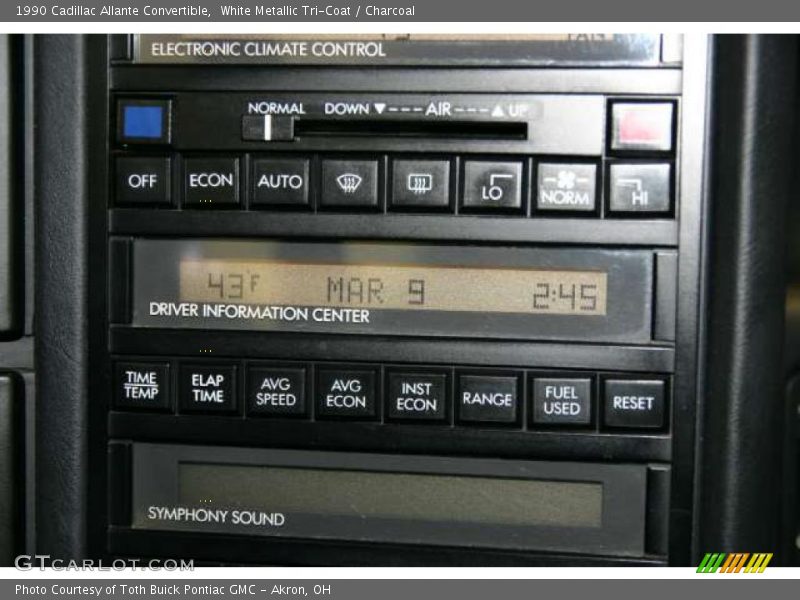 1990 Cadillac Allante Convertible,  White Metallic Tri-Coat / Charcoal
ELECTRONIC CLIMATE CONTROL
NORMAL DOWN ▼--- AIR ---▲ UP
OFF ECON AUTO LO NORM HI
43°F MAR 9 2:45
DRIVER INFORMATION CENTER
TIME TEMP
ELAP TIME
AVG SPEED
AVG ECON
INST ECON
RANGE
FUEL USED
RESET
SYMPHONY SOUND
GTCARLOT.COM
Photo Courtesy of Toth Buick Pontiac GMC - Akron, OH